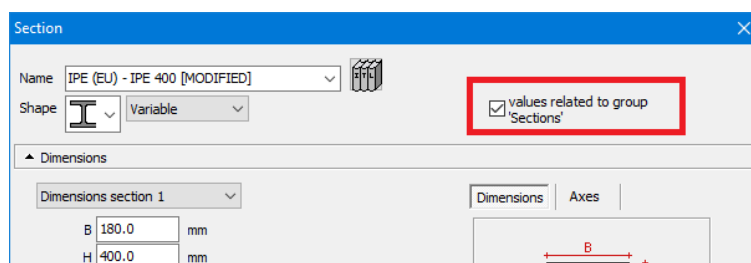 Section
Name IPE (EU) - IPE 400 [MODIFIED]
Shape Variable
values related to group
'Sections'
Dimensions
Dimensions section 1
Dimensions Axes
B 180.0 mm
B
H 400.0 mm